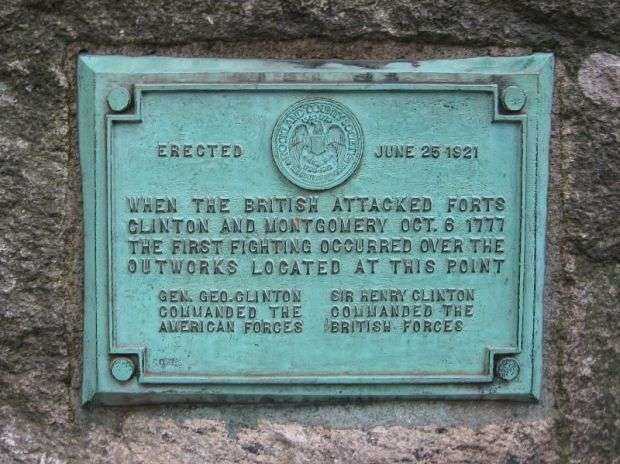 ERECTED JUNE 25 1921
WHEN THE BRITISH ATTACKED FORTS
CLINTON AND MONTGOMERY OCT. 6 1777
THE FIRST FIGHTING OCCURRED OVER THE
OUTWORKS LOCATED AT THIS POINT
GEN. GEO. CLINTON
COMMANDED THE
AMERICAN FORCES
SIR HENRY CLINTON
COMMANDED THE
BRITISH FORCES